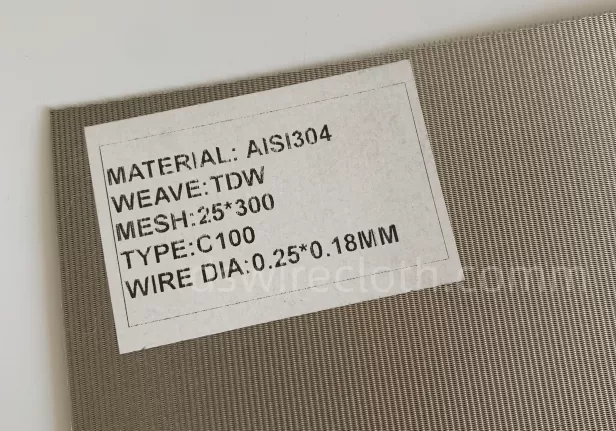 MATERIAL: AISI304
WEAVE:TDW
MESH:25*300
TYPE:C100
WIRE DIA:0.25*0.18MM